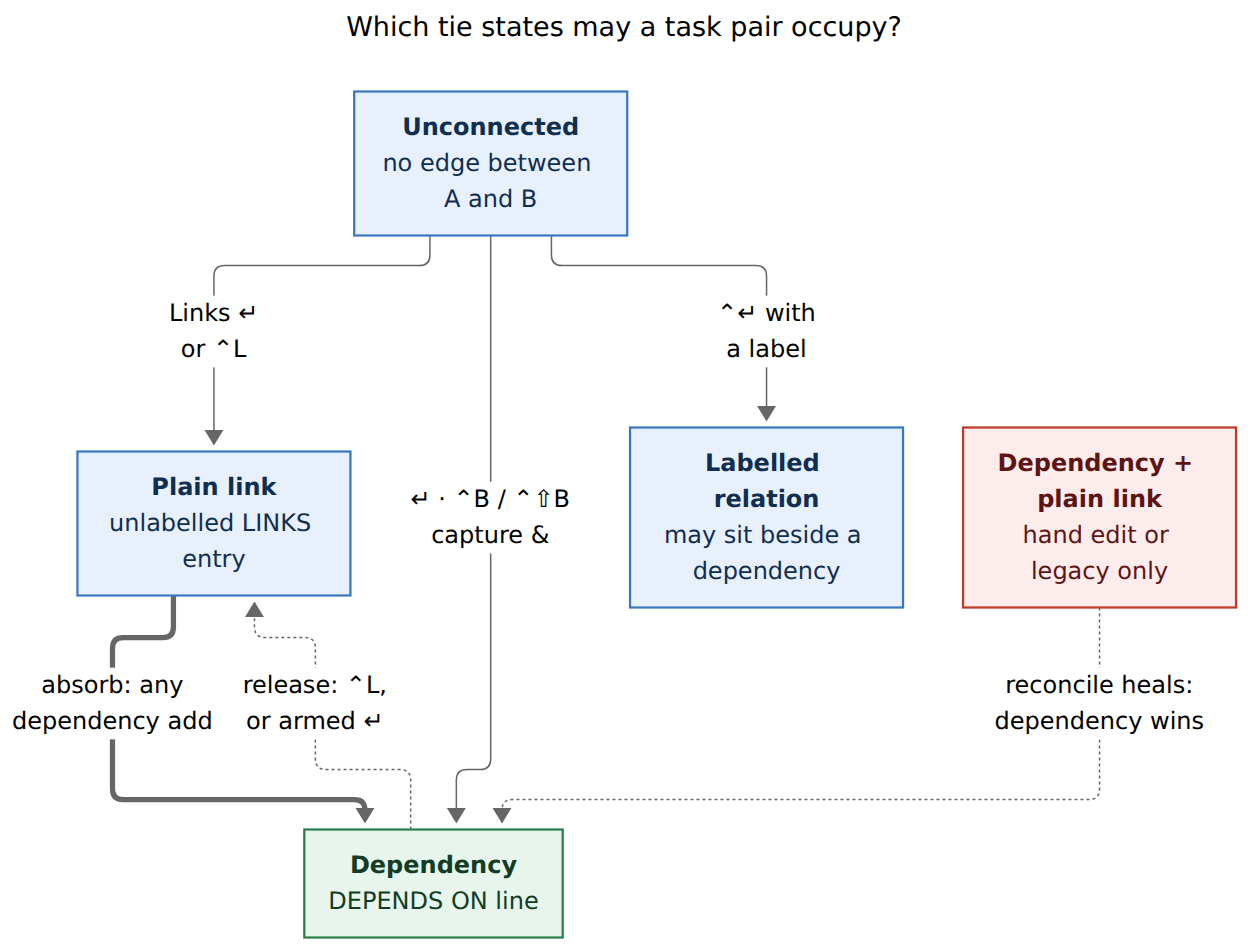 Which tie states may a task pair occupy?
Unconnected
no edge between
A and B
Links ↵
or ⌃L
⌃↵ with
a label
Plain link
unlabelled LINKS
entry
↵ · ⌃B / ⌃⇧B
capture &
Labelled
relation
may sit beside a
dependency
Dependency +
plain link
hand edit or
legacy only
absorb: any
dependency add
release: ⌃L,
or armed ↵
reconcile heals:
dependency wins
Dependency
DEPENDS ON line